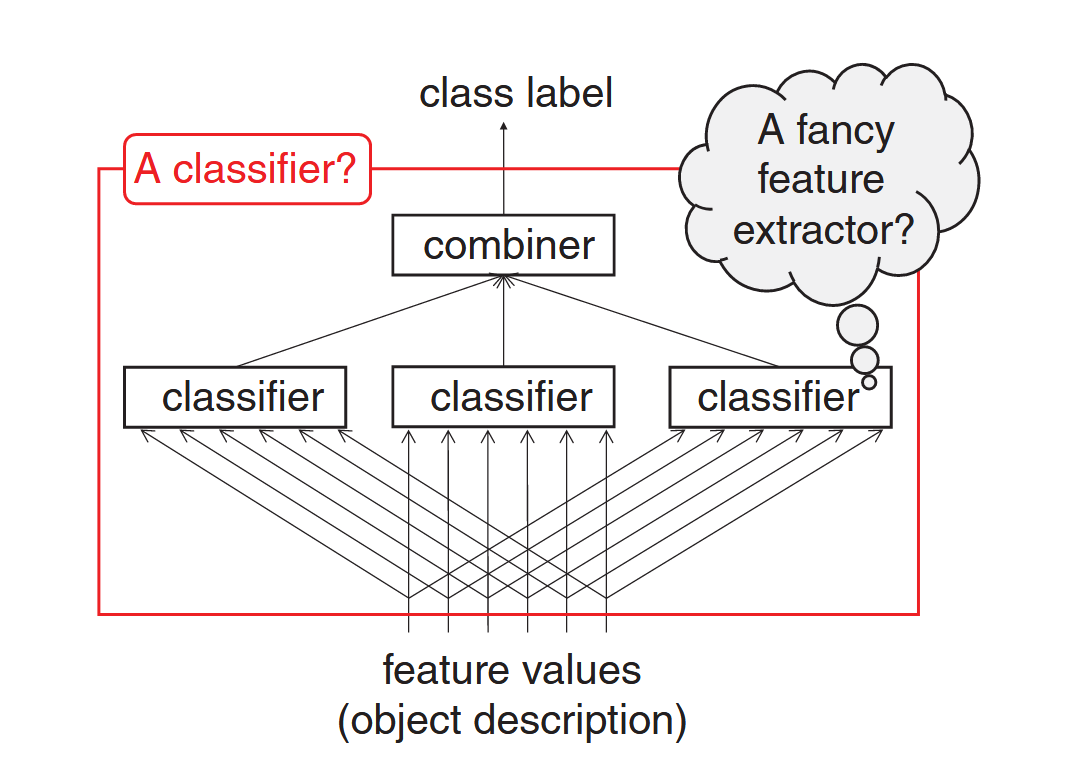 class label
A classifier?
A fancy
feature
extractor?
combiner
classifier
classifier
classifier
feature values
(object description)